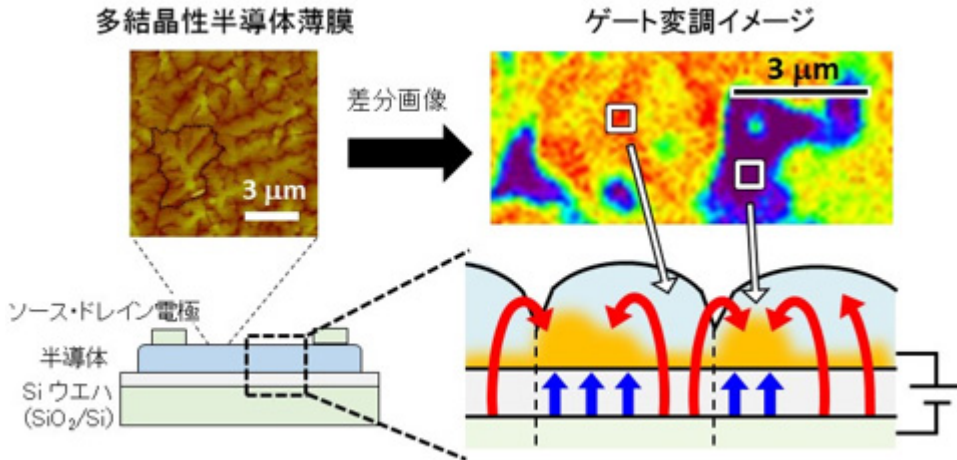 多結晶性半導体薄膜
ゲート変調イメージ
差分画像
3 μm
3 μm
ソース・ドレイン電極
半導体
Si ウエハ
(SiO₂/Si)